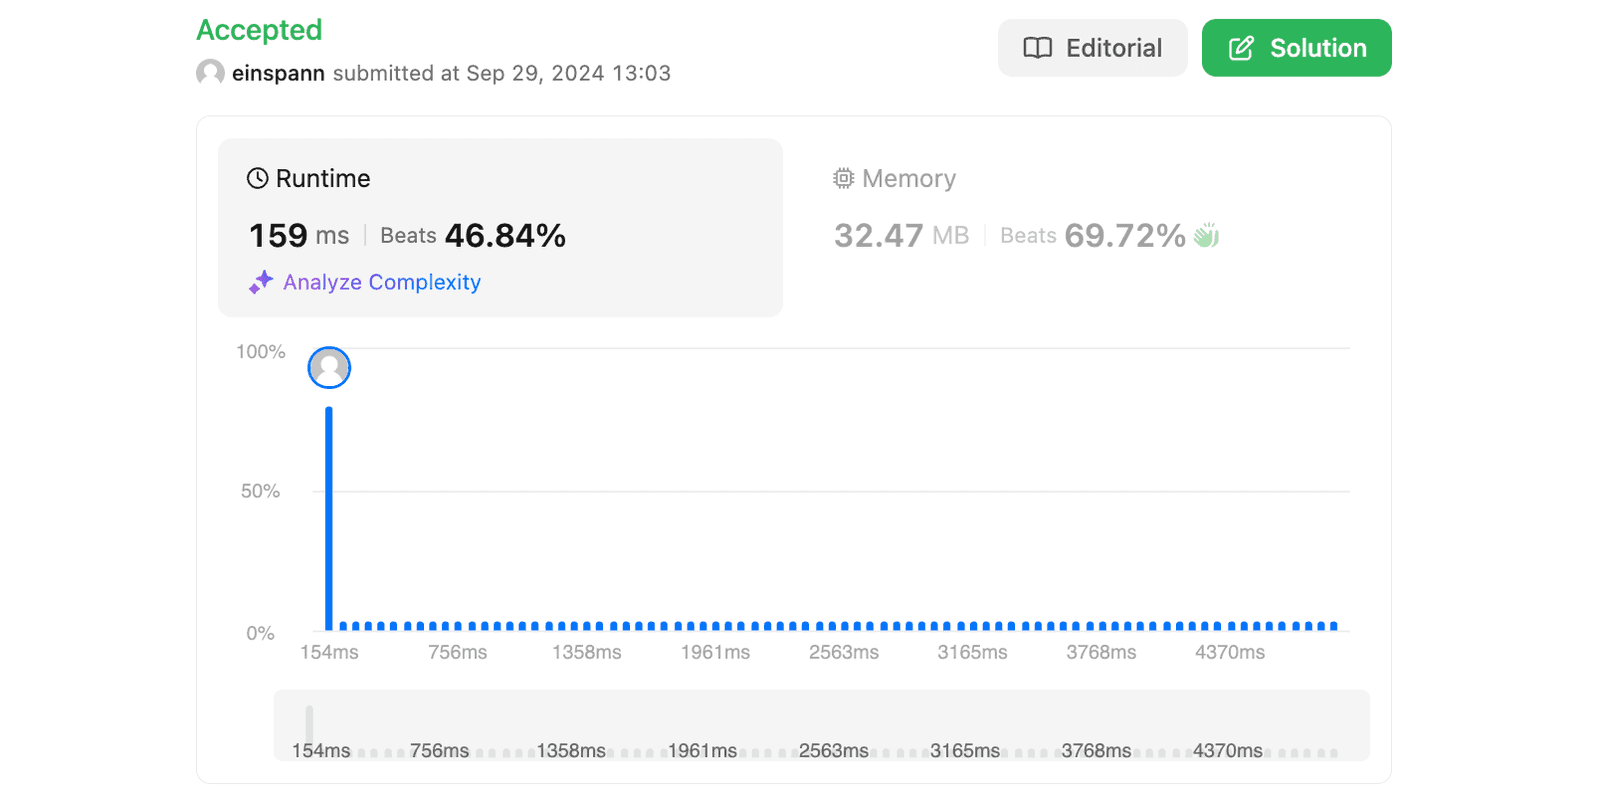 Accepted
einspann submitted at Sep 29, 2024 13:03
Editorial
Solution
Runtime
159 ms | Beats 46.84%
Analyze Complexity
Memory
32.47 MB | Beats 69.72%
100%
50%
0%
154ms 756ms 1358ms 1961ms 2563ms 3165ms 3768ms 4370ms
154ms 756ms 1358ms 1961ms 2563ms 3165ms 3768ms 4370ms